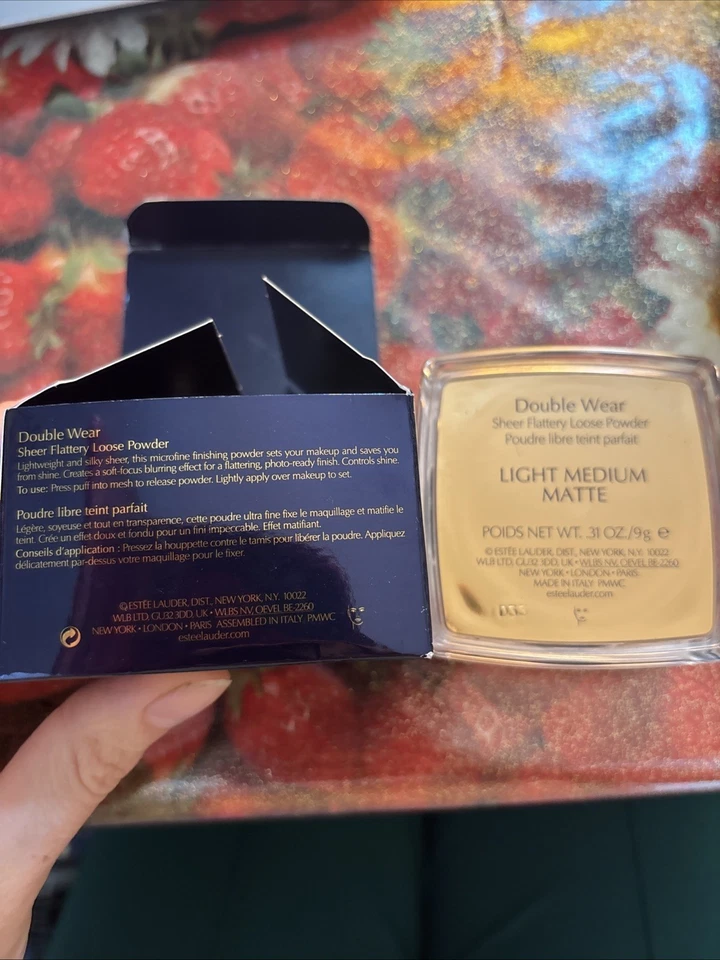 Double Wear
Sheer Flattery Loose Powder
Lightweight and silky sheer, this microfine finishing powder sets your makeup and saves you
from shine. Creates a soft-focus blurring effect for a flattering, photo-ready finish. Controls shine.
To use: Press puff into mesh to release powder. Lightly apply over makeup to set.
Poudre libre teint parfait
Légère, soyeuse et tout en transparence, cette poudre ultra fine fixe le maquillage et matifie le
teint. Crée un effet doux et fondu pour un fini impeccable. Effet matifiant.
Conseils d'application : Pressez la houppette contre le tamis pour libérer la poudre. Appliquez
délicatement par-dessus votre maquillage pour le fixer.
© ESTĒE LAUDER, DIST., NEW YORK, N.Y. 10022
WLB LTD, GU32 3DD, UK • WLBS NV, OEVEL BE-2260
NEW YORK • LONDON • PARIS ASSEMBLED IN ITALY. PMWC
esteelauder.com
Double Wear
Sheer Flattery Loose Powder
Poudre libre teint parfait
LIGHT MEDIUM
MATTE
POIDS NET WT. .31 OZ./9g ℮
© ESTĒE LAUDER, DIST., NEW YORK, N.Y. 10022
WLB LTD, GU32 3DD, UK • WLBS NV, OEVEL BE-2260
NEW YORK • LONDON • PARIS
MADE IN ITALY PMWC
esteelauder.com